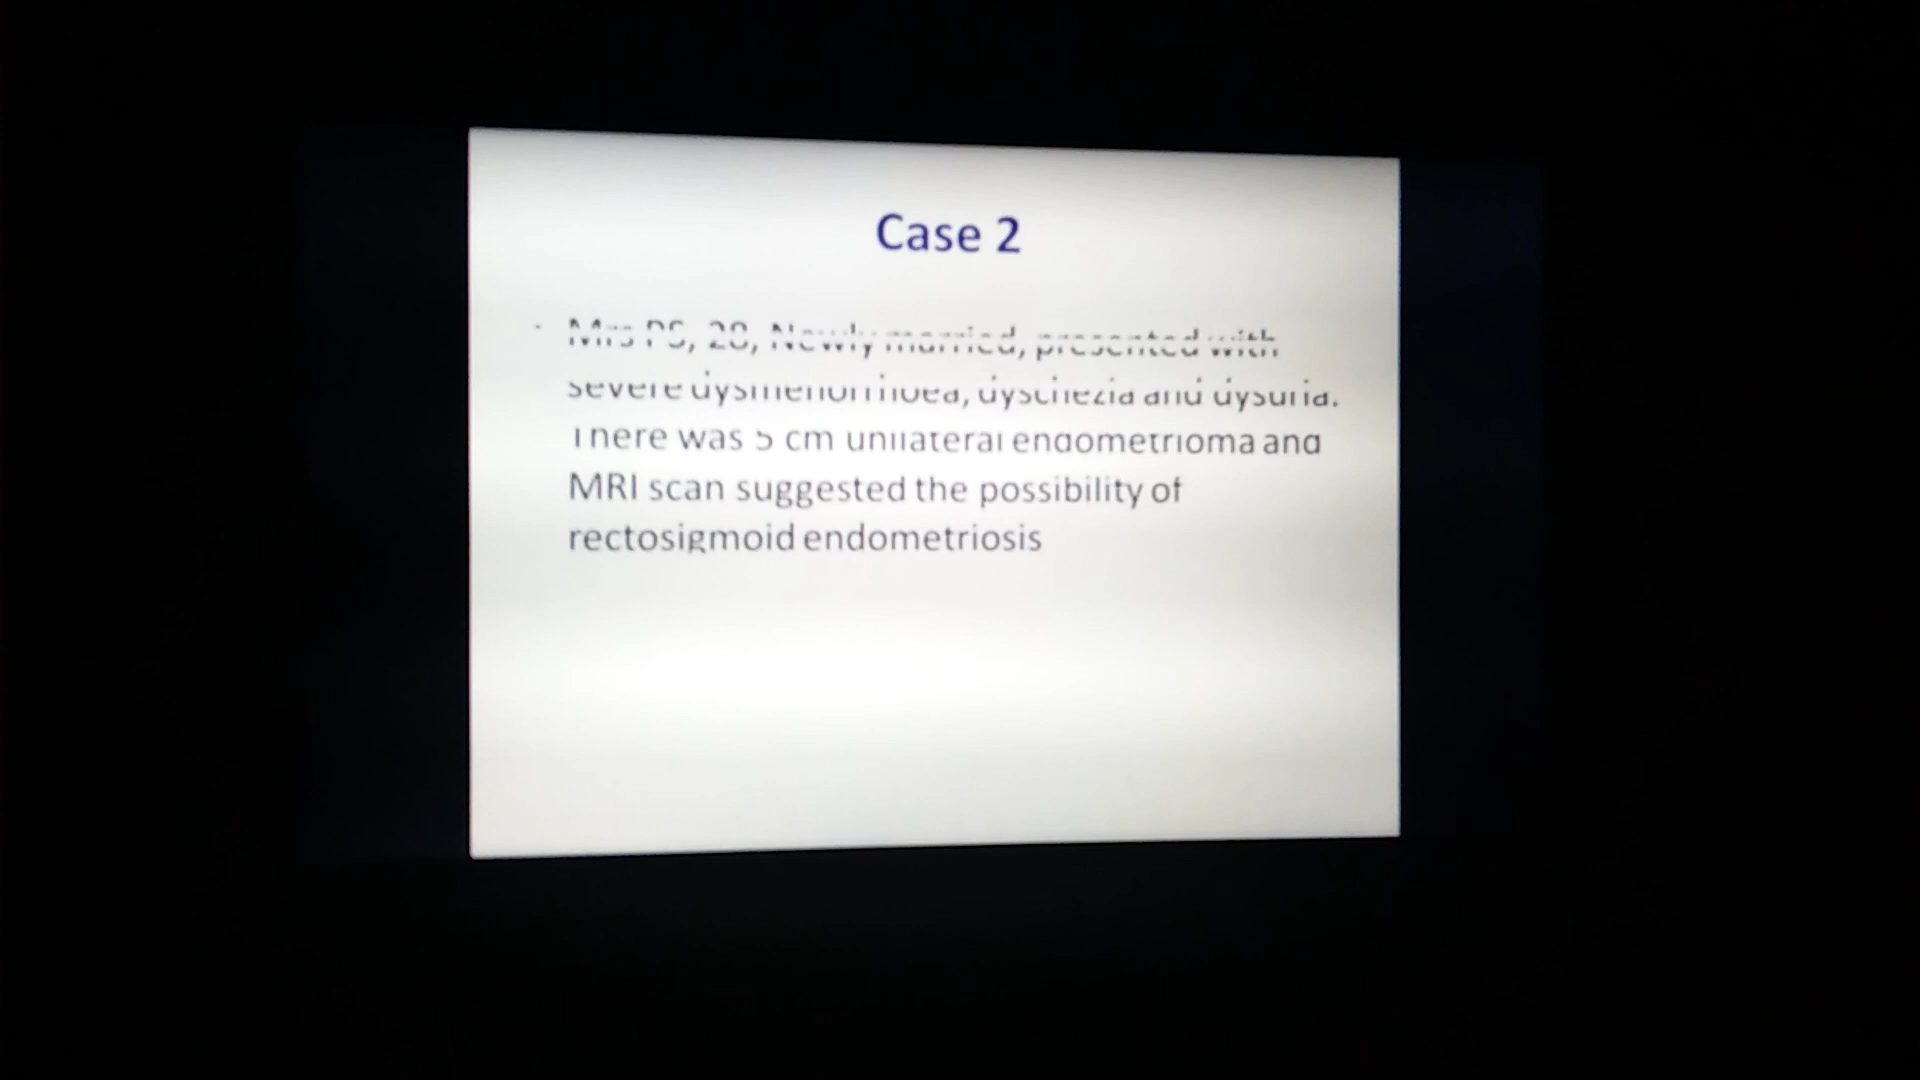 Case 2
• Mrs PS, 28, Newly married, presented with
severe dysmenorrhoea, dyschezia and dysuria.
There was 5 cm unilateral endometrioma and
MRI scan suggested the possibility of
rectosigmoid endometriosis